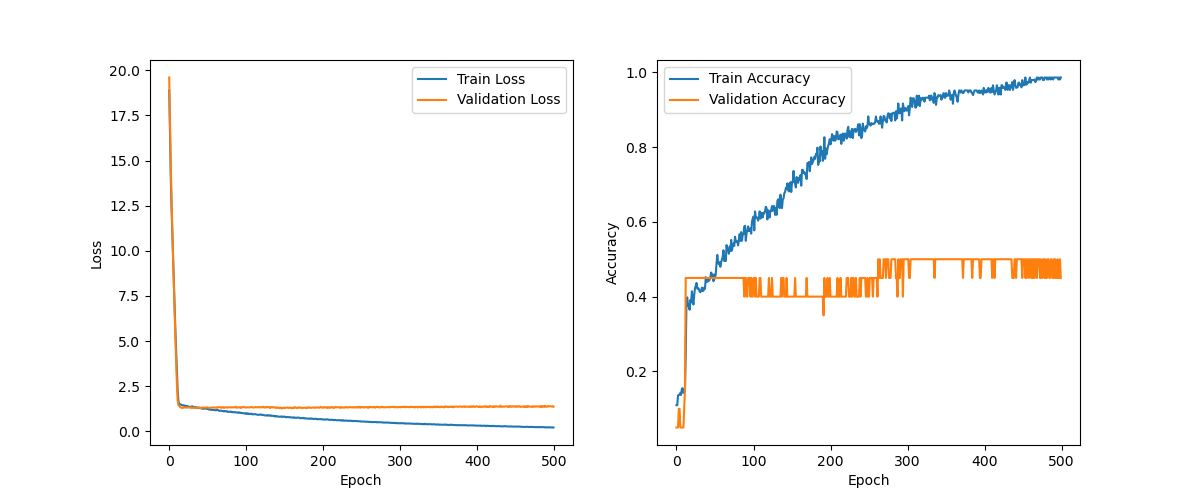 Train Loss
Validation Loss
20.0
17.5
15.0
12.5
10.0
7.5
5.0
2.5
0.0
Loss
0 100 200 300 400 500
Epoch
Train Accuracy
Validation Accuracy
1.0
0.8
0.6
0.4
0.2
Accuracy
0 100 200 300 400 500
Epoch